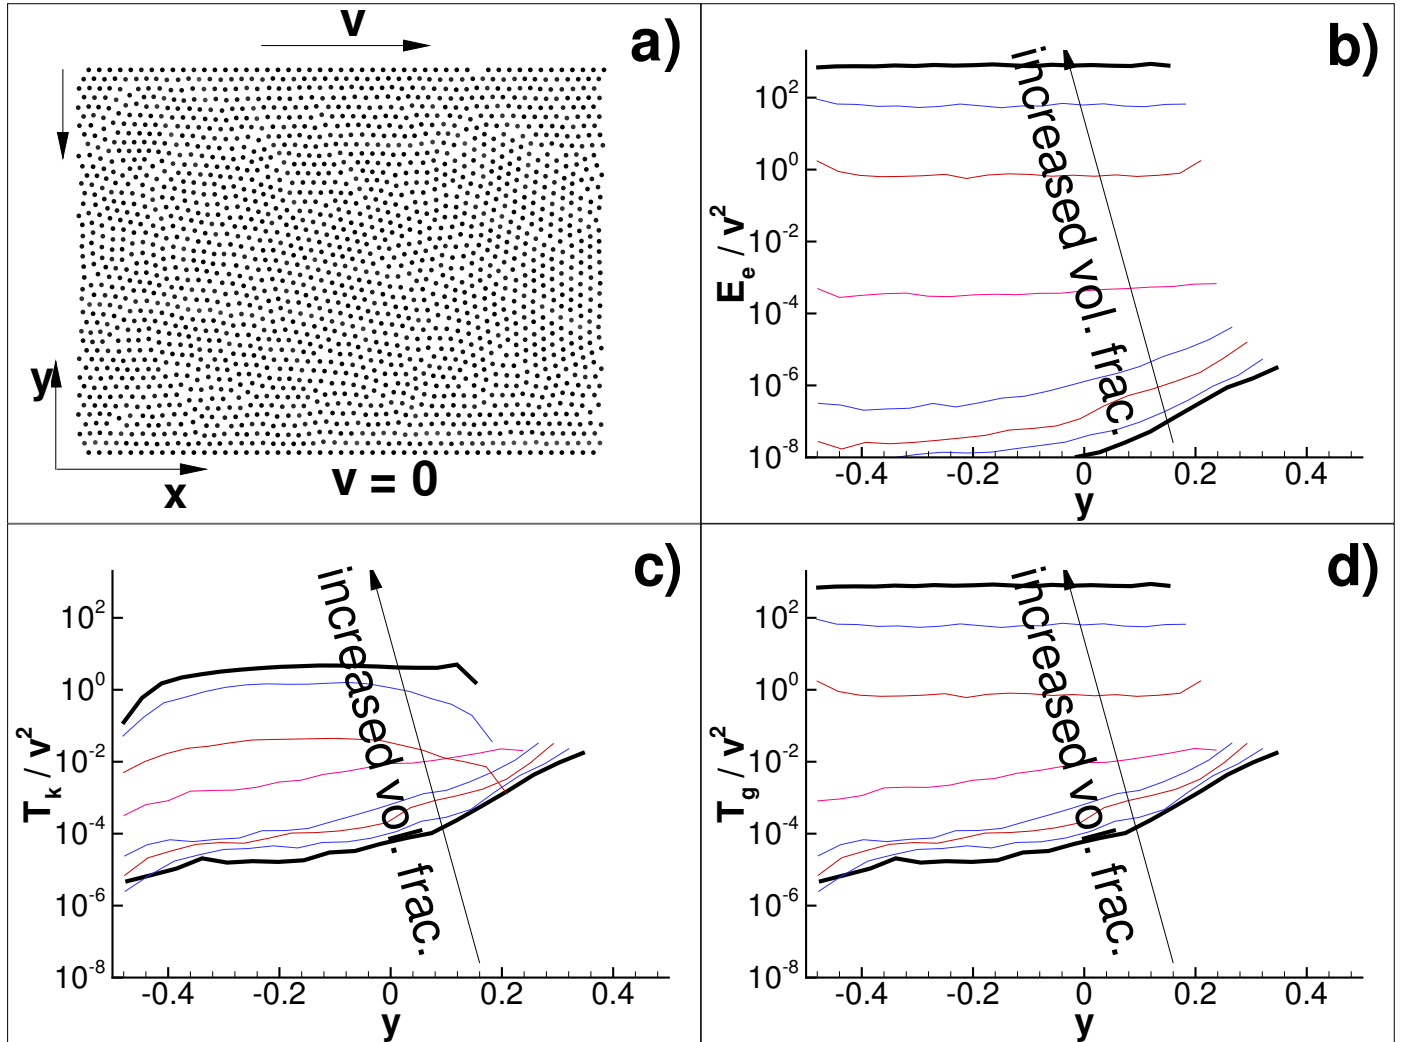 v
a)
y
x
v = 0
b)
increased vol. frac.
E_e / v^2
10^2
10^0
10^-2
10^-4
10^-6
10^-8
-0.4 -0.2 0 0.2 0.4
y
c)
increased vol. frac.
T_k / v^2
10^2
10^0
10^-2
10^-4
10^-6
10^-8
-0.4 -0.2 0 0.2 0.4
y
d)
increased vol. frac.
T_g / v^2
10^2
10^0
10^-2
10^-4
10^-6
10^-8
-0.4 -0.2 0 0.2 0.4
y